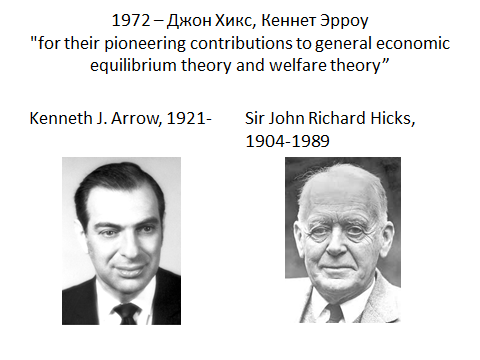 1972 – Джон Хикс, Кеннет Эрроу
"for their pioneering contributions to general economic
equilibrium theory and welfare theory”
Kenneth J. Arrow, 1921-
Sir John Richard Hicks,
1904-1989